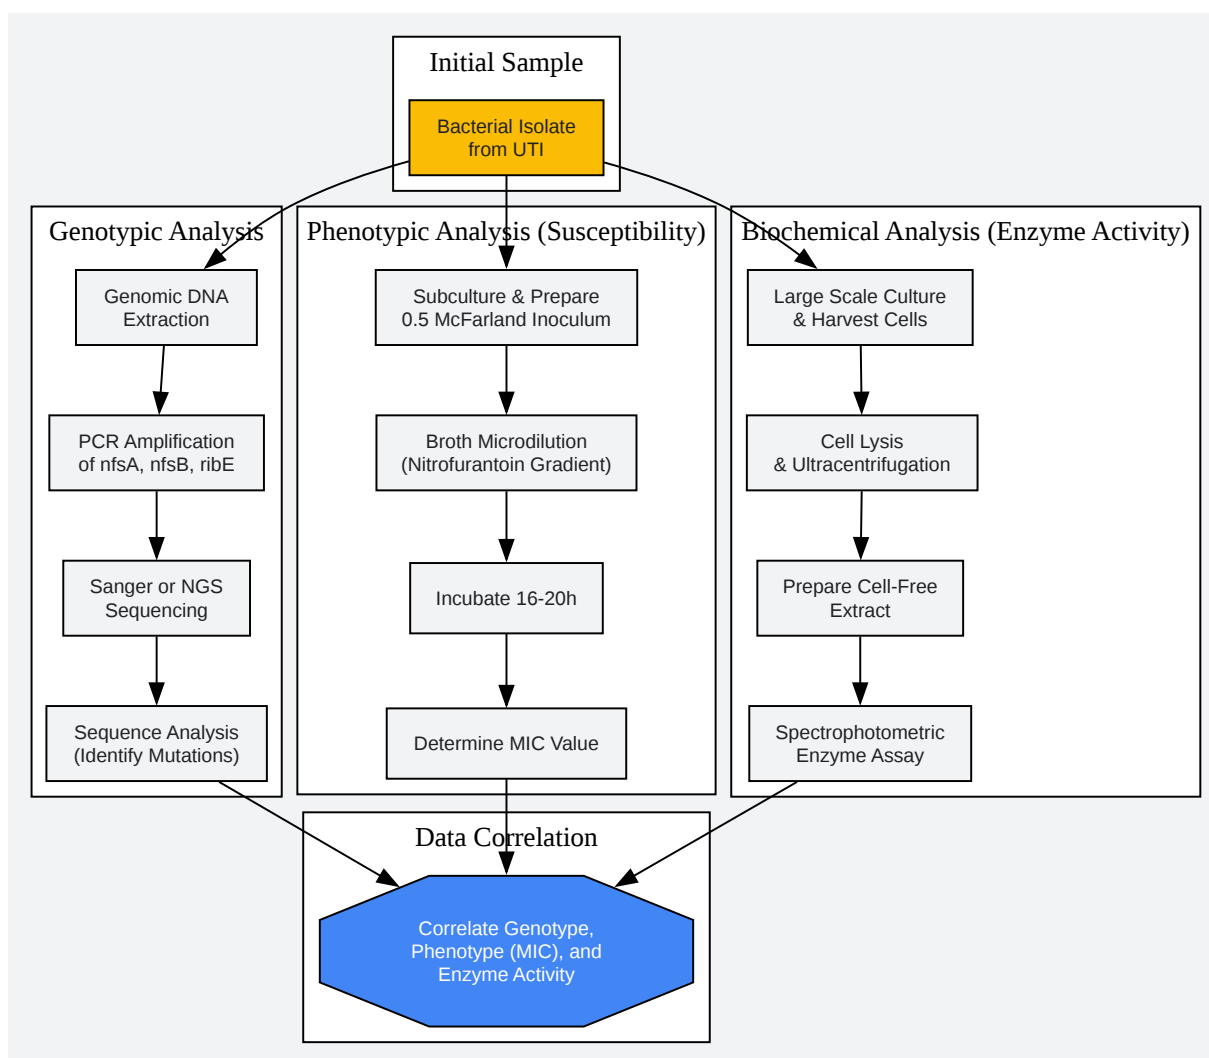 Initial Sample
Bacterial Isolate
from UTI
Genotypic Analysis
Genomic DNA
Extraction
PCR Amplification
of nfsA, nfsB, ribE
Sanger or NGS
Sequencing
Sequence Analysis
(Identify Mutations)
Phenotypic Analysis (Susceptibility)
Subculture & Prepare
0.5 McFarland Inoculum
Broth Microdilution
(Nitrofurantoin Gradient)
Incubate 16-20h
Determine MIC Value
Biochemical Analysis (Enzyme Activity)
Large Scale Culture
& Harvest Cells
Cell Lysis
& Ultracentrifugation
Prepare Cell-Free
Extract
Spectrophotometric
Enzyme Assay
Data Correlation
Correlate Genotype,
Phenotype (MIC), and
Enzyme Activity